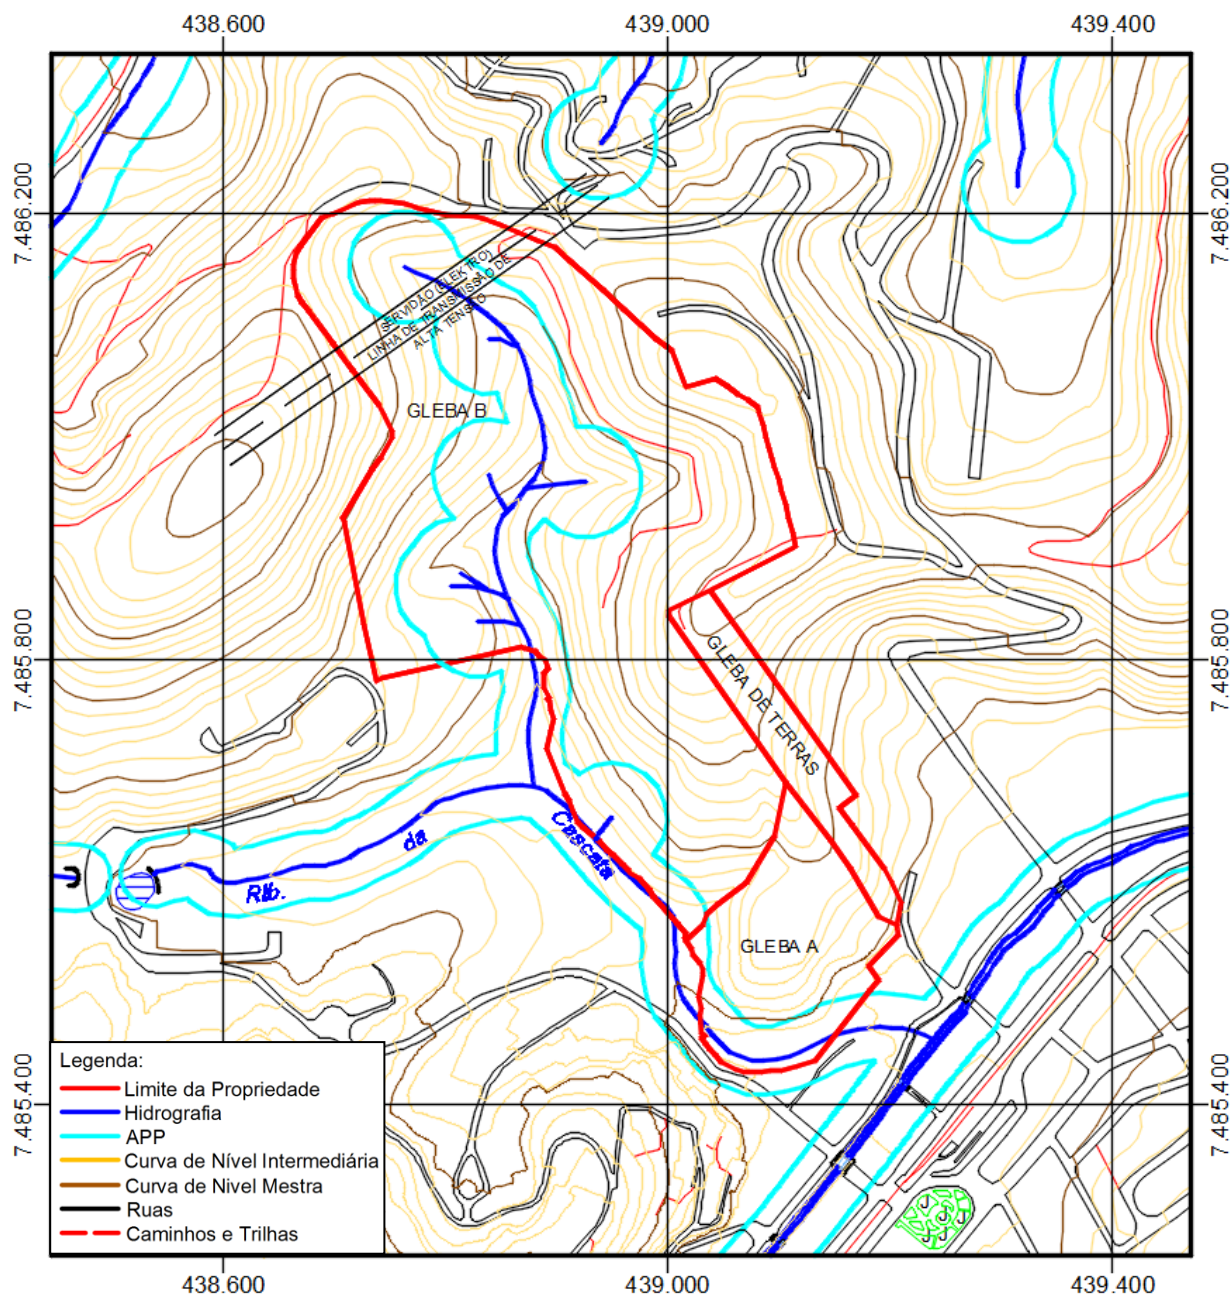 438.600
439.000
439.400
7.486.200
7.486.200
SERVIDÃO (ELEKTRO)
LINHA DE TRANSMISSÃO DE
ALTA TENSÃO
GLEBA B
7.485.800
7.485.800
GLEBA DE TERRAS
Rib.
da
Cascata
GLEBA A
7.485.400
7.485.400
Legenda:
Limite da Propriedade
Hidrografia
APP
Curva de Nível Intermediária
Curva de Nivel Mestra
Ruas
Caminhos e Trilhas
J
J
J
J
J
438.600
439.000
439.400